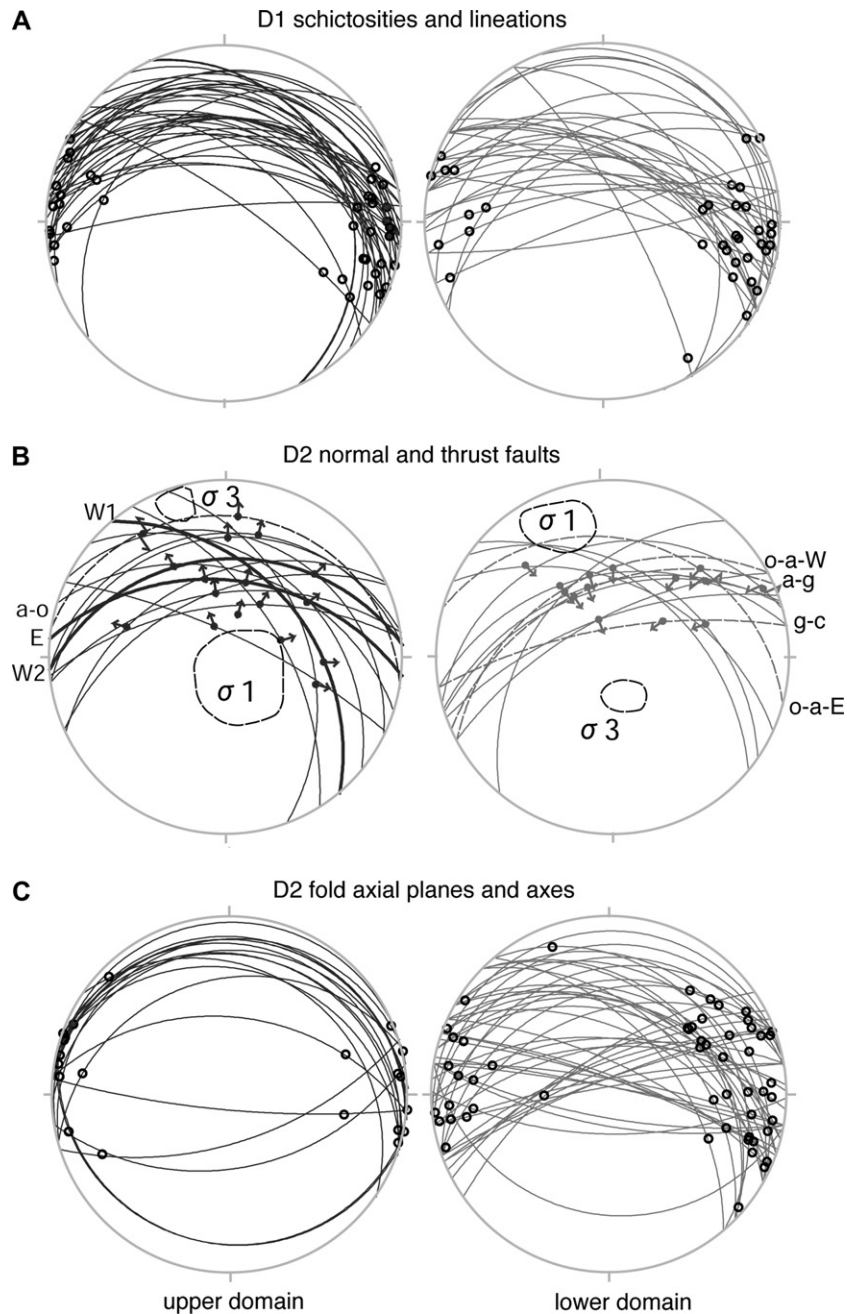 A
D1 schictosities and lineations
B
D2 normal and thrust faults
W1
σ 3
σ 1
a-o
E
W2
σ 1
o-a-W
a-g
g-c
σ 3
o-a-E
C
D2 fold axial planes and axes
upper domain
lower domain